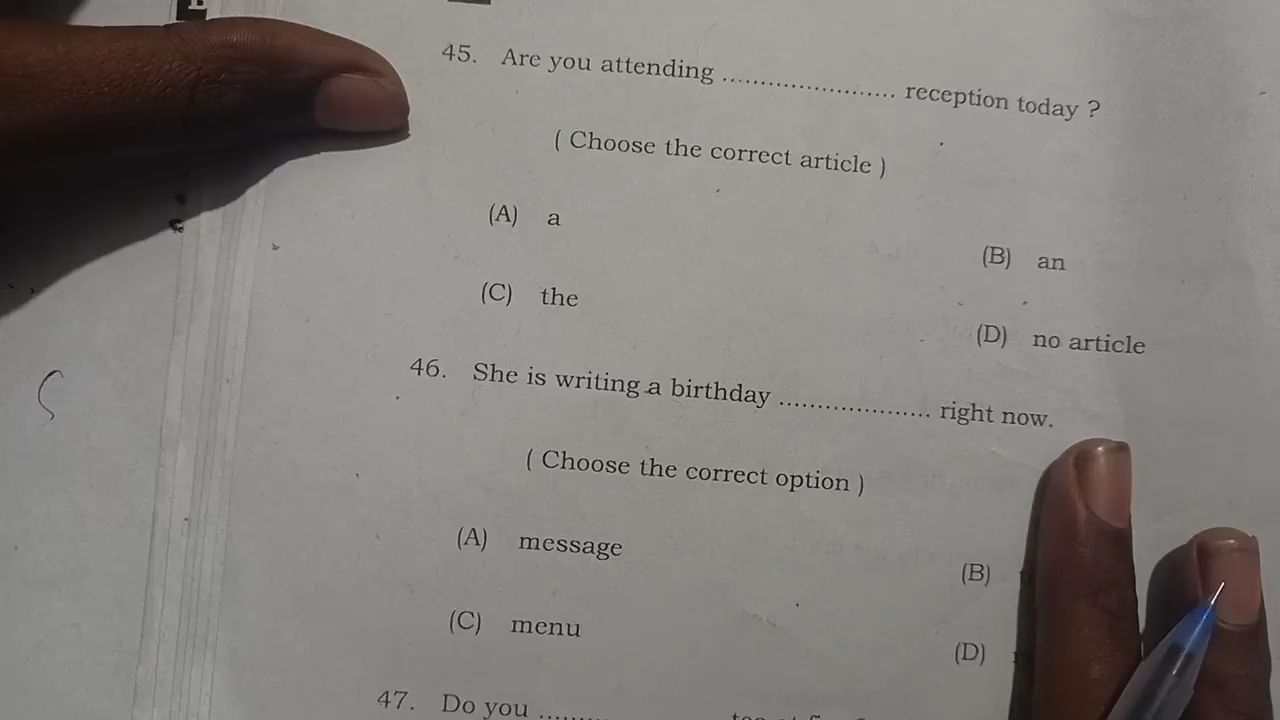 45. Are you attending ....................... reception today ?
( Choose the correct article )
(A) a
(B) an
(C) the
(D) no article
46. She is writing a birthday .................... right now.
( Choose the correct option )
(A) message
(B)
(C) menu
(D)
47. Do you .........